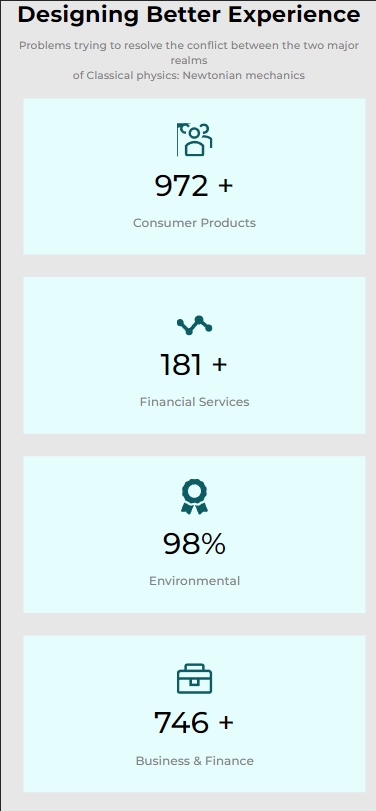 Designing Better Experience
Problems trying to resolve the conflict between the two major
realms
of Classical physics: Newtonian mechanics
972 +
Consumer Products
181 +
Financial Services
98%
Environmental
746 +
Business & Finance